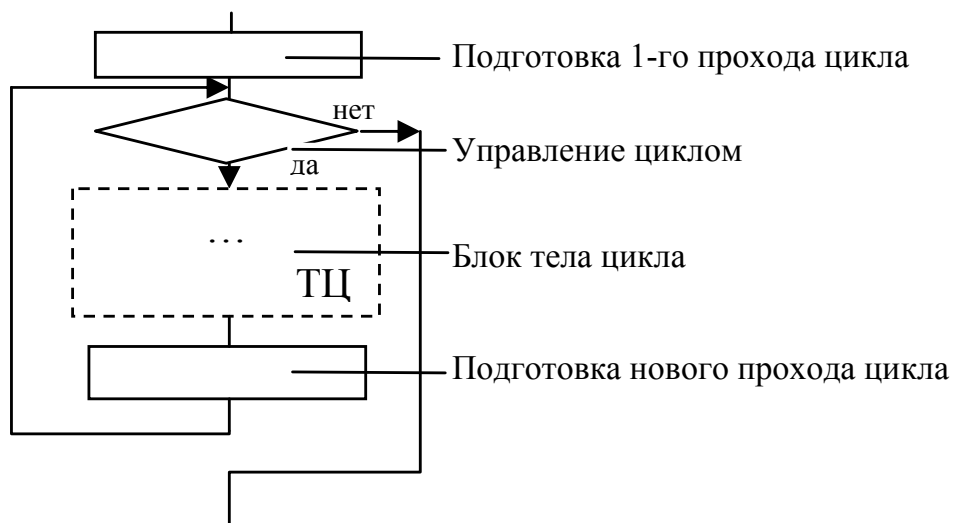 Подготовка 1-го прохода цикла
нет
Управление циклом
да
...
Блок тела цикла
ТЦ
Подготовка нового прохода цикла